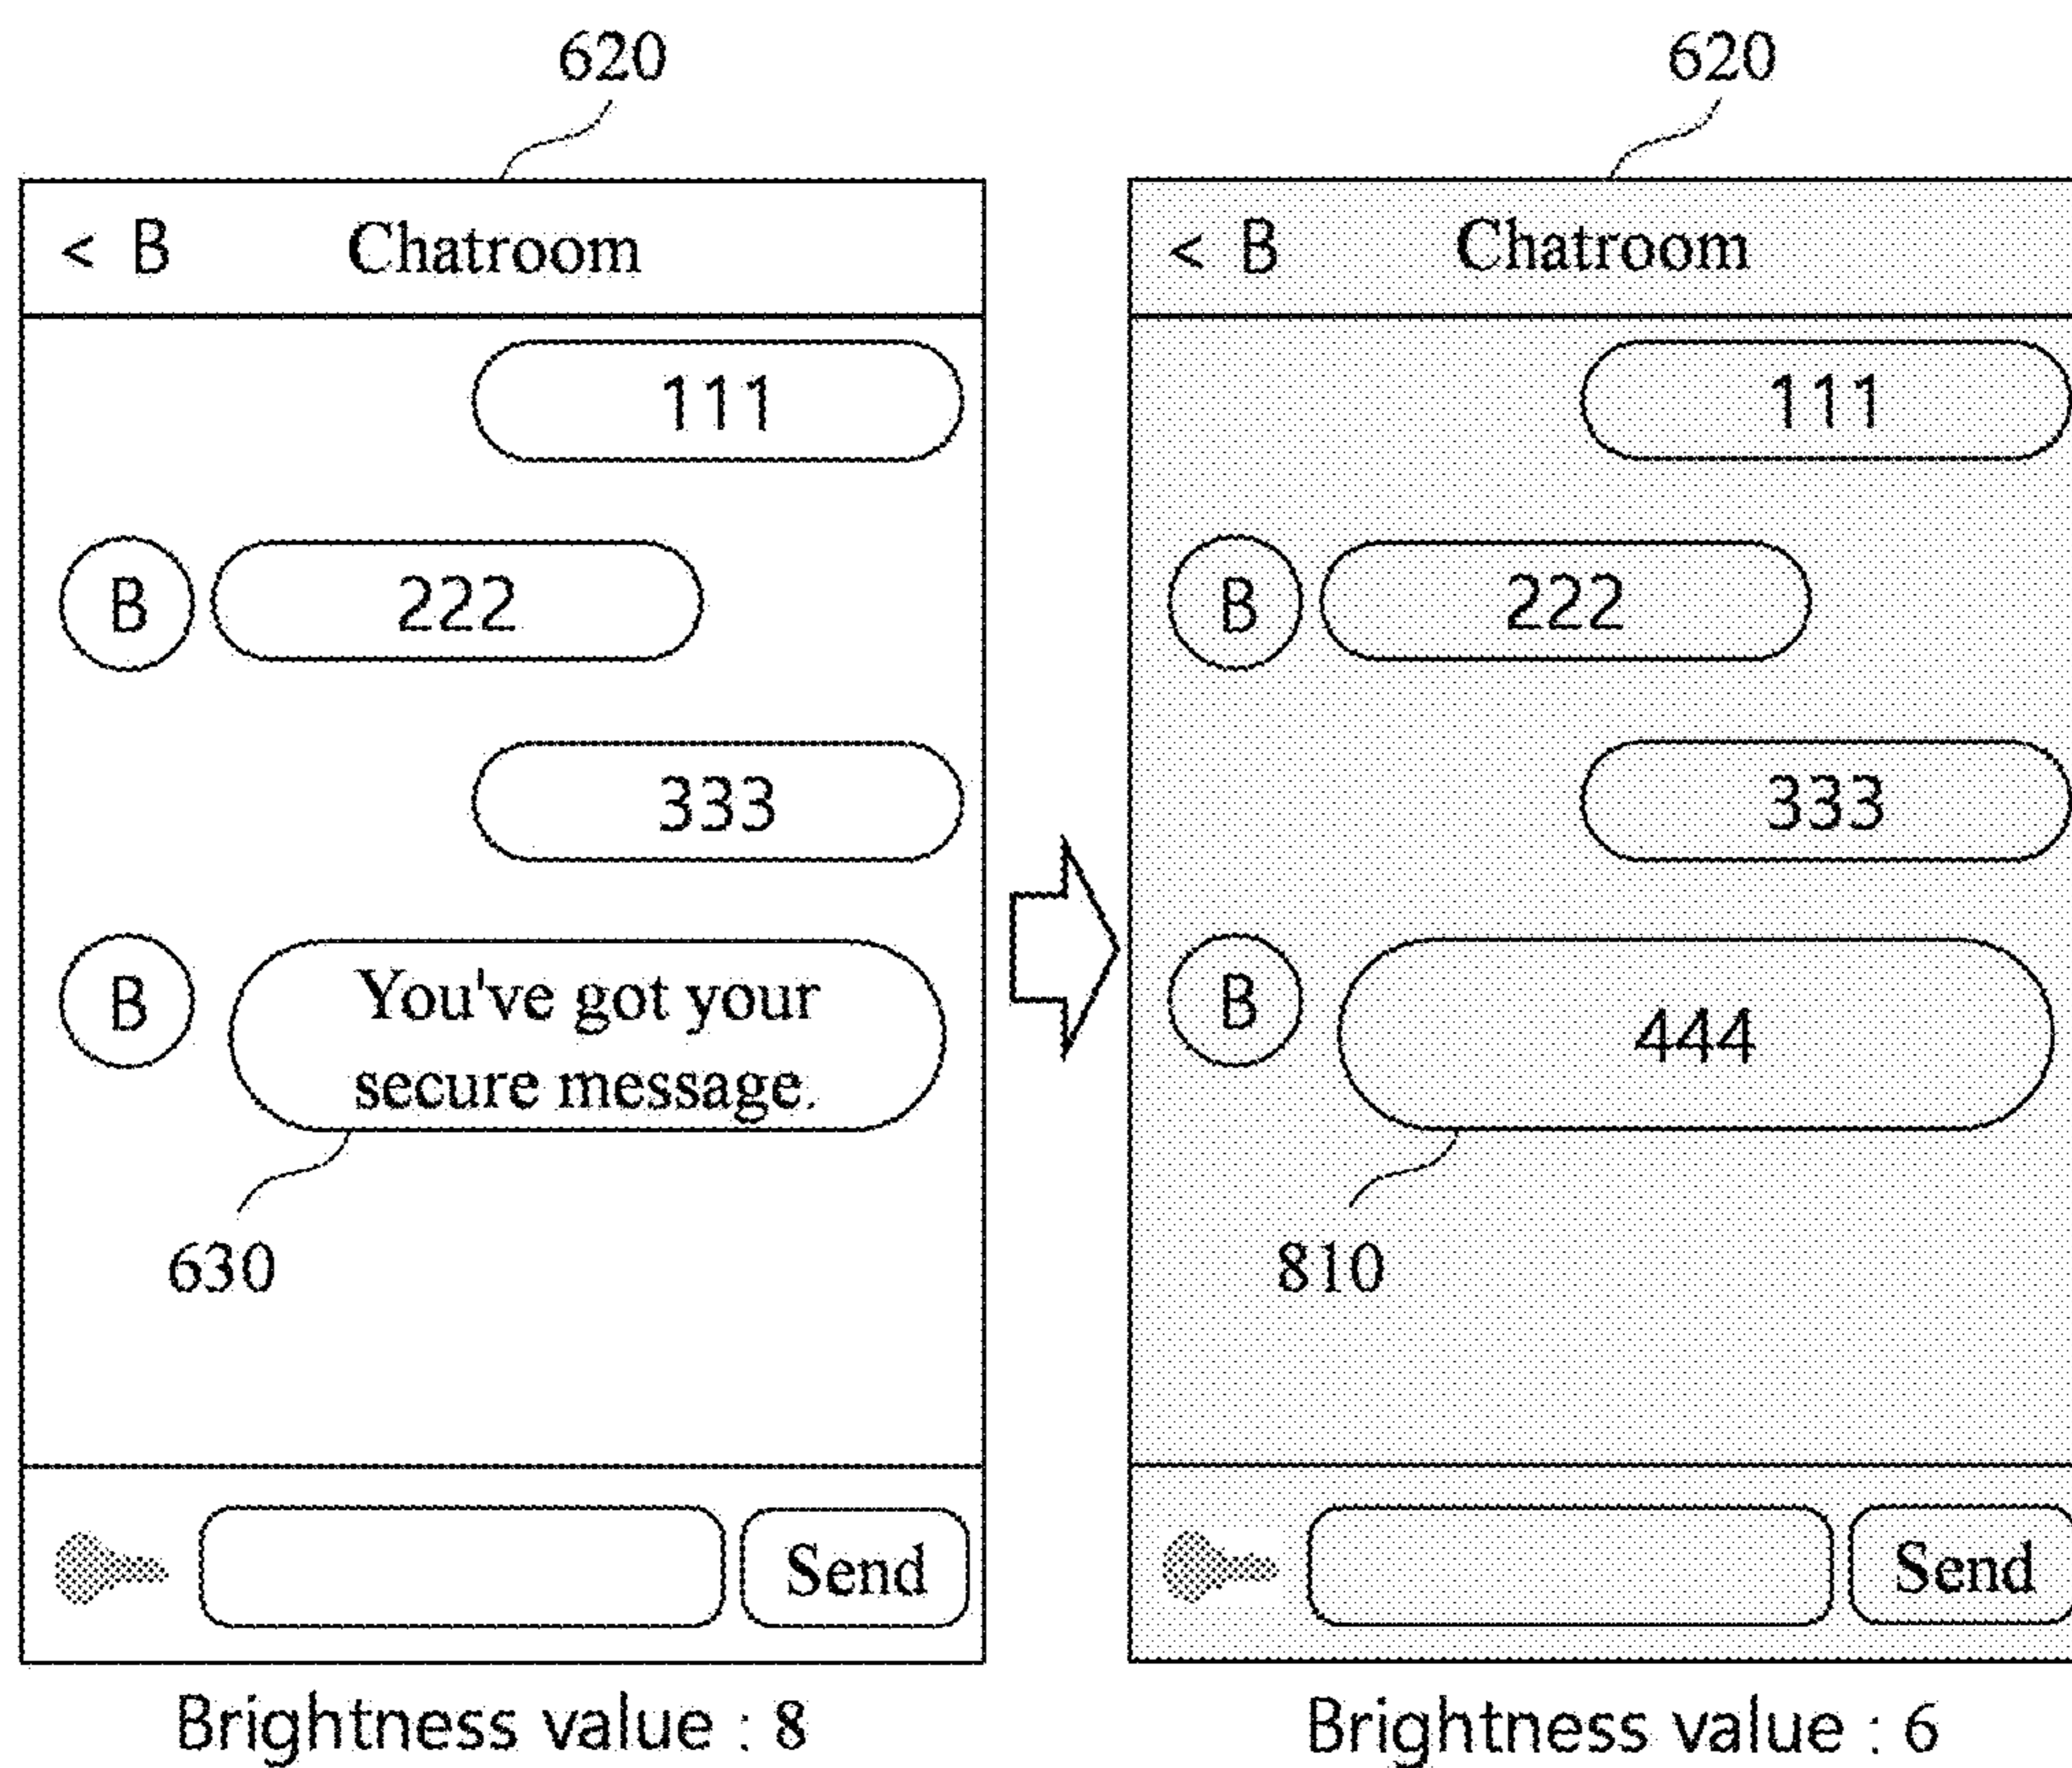 620
< B Chatroom
111
B 222
333
B You've got your
secure message.
630
Send
Brightness value : 8
620
< B Chatroom
111
B 222
333
B 444
810
Send
Brightness value : 6